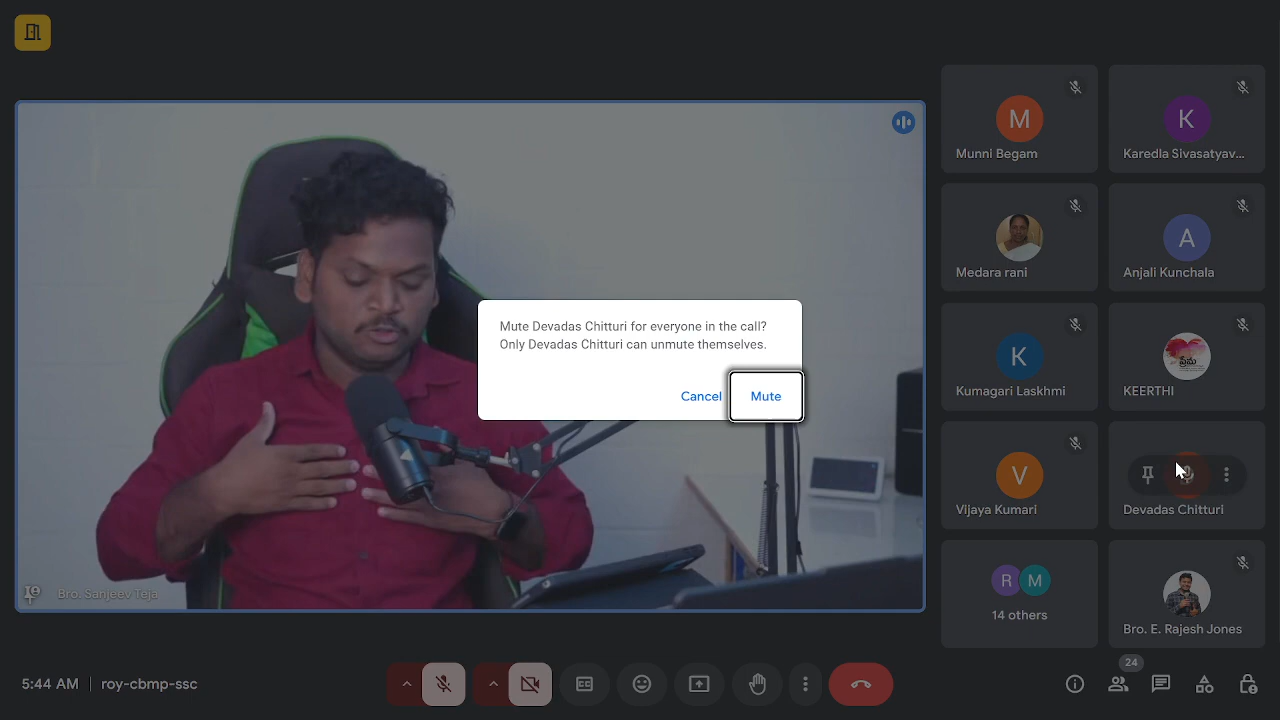 M
Munni Begam
K
Karedla Sivasatyav...
Medara rani
A
Anjali Kunchala
Mute Devadas Chitturi for everyone in the call?
Only Devadas Chitturi can unmute themselves.
Cancel
Mute
K
Kumagari Laskhmi
KEERTHI
V
Vijaya Kumari
Devadas Chitturi
Bro. Sanjeev Teja
R
M
14 others
Bro. E. Rajesh Jones
5:44 AM
roy-cbmp-ssc
24